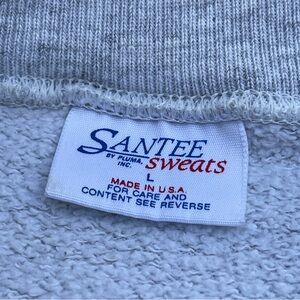 SANTEE
BY PLUMA, sweats
INC.
L
MADE IN U.S.A.
FOR CARE AND
CONTENT SEE REVERSE